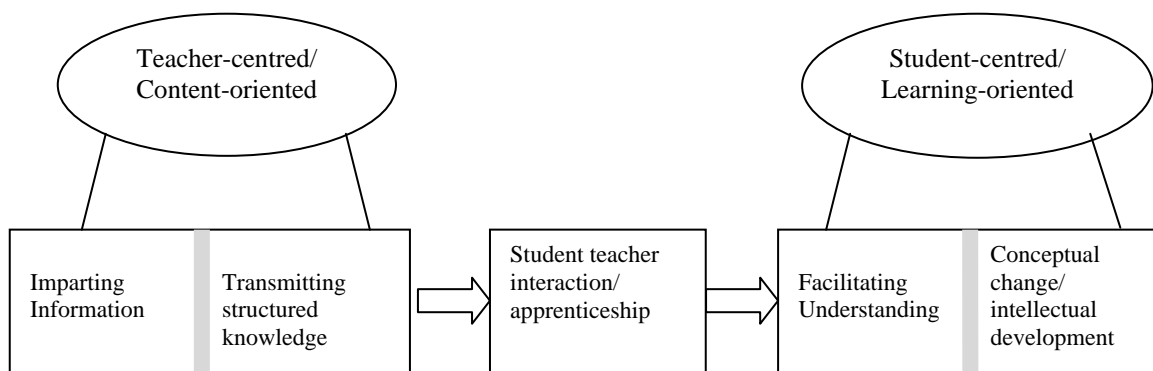 Teacher-centred/
Content-oriented
Student-centred/
Learning-oriented
Imparting
Information
Transmitting
structured
knowledge
Student teacher
interaction/
apprenticeship
Facilitating
Understanding
Conceptual
change/
intellectual
development